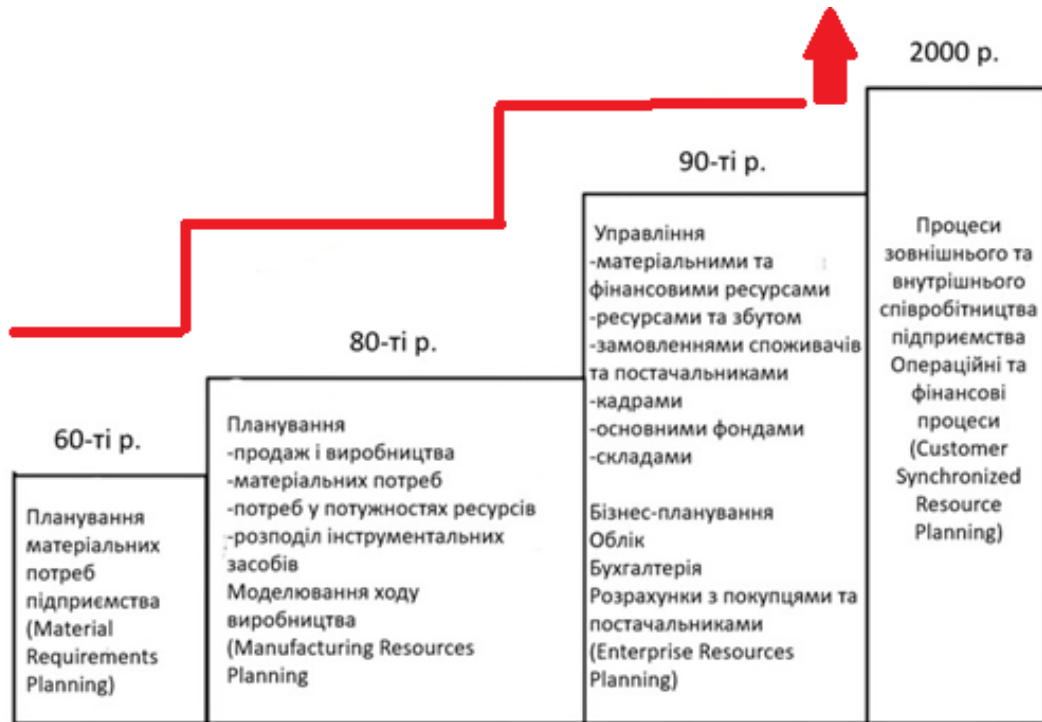 60-ті р.
Планування
матеріальних
потреб
підприємства
(Material
Requirements
Planning)
80-ті р.
Планування
-продаж і виробництва
-матеріальних потреб
-потреб у потужностях ресурсів
-розподіл інструментальних
засобів
Моделювання ходу
виробництва
(Manufacturing Resources
Planning
90-ті р.
Управління
-матеріальними та
фінансовими ресурсами
-ресурсами та збутом
-замовленнями споживачів
та постачальниками
-кадрами
-основними фондами
-складами
Бізнес-планування
Облік
Бухгалтерія
Розрахунки з покупцями та
постачальниками
(Enterprise Resources
Planning)
2000 р.
Процеси
зовнішнього та
внутрішнього
співробітництва
підприємства
Операційні та
фінансові
процеси
(Customer
Synchronized
Resource
Planning)